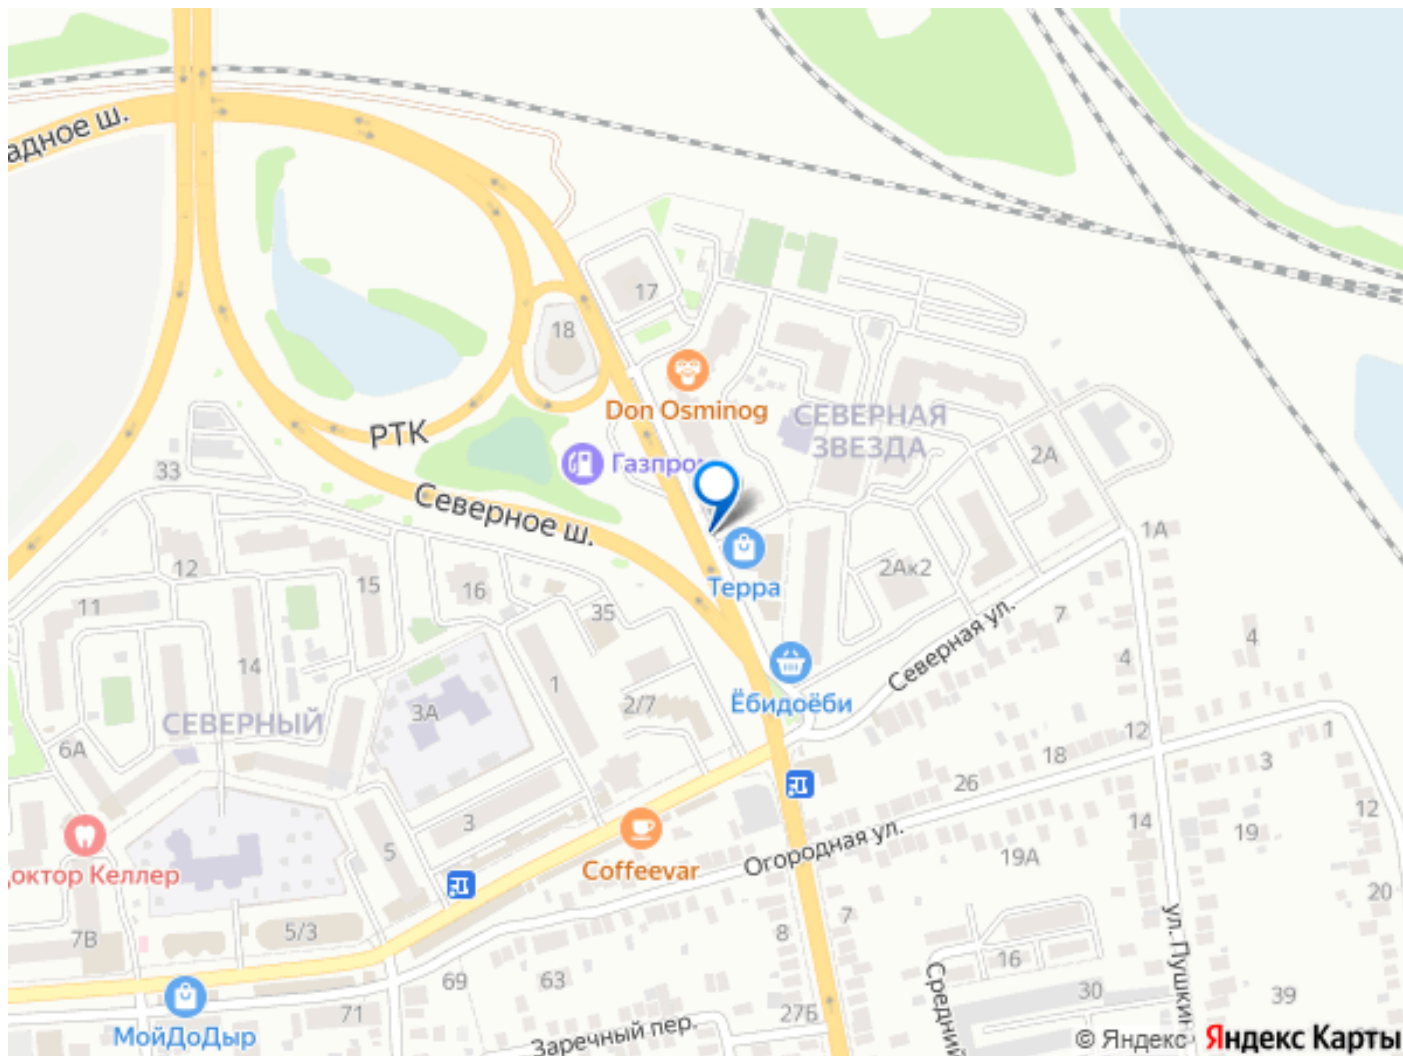 адное ш.
17
18
Don Osminog
РТК
СЕВЕРНАЯ
ЗВЕЗДА
Газпро
2А
33
Северное ш.
1А
12
15
16
Терра
2Ак2
11
35
Северная ул.
7
4
4
14
1
3А
2/7
Ёбидоёби
СЕВЕРНЫЙ
6А
12
1
18
3
26
3
5
Coffeevar
Огородная ул.
14
19
12
19А
октор Келлер
20
7В
5/3
8
7
ул. Пушкин
69
63
16
Средний
30
39
МойДоДыр
71
Заречный пер.
27Б
© Яндекс Яндекс Карты